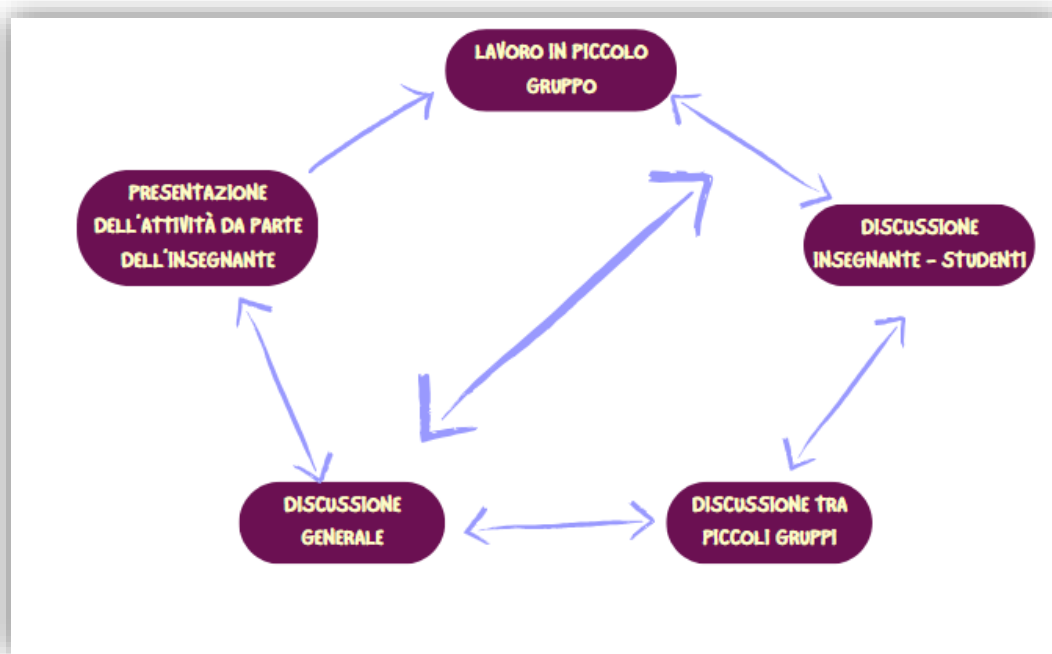 LAVORO IN PICCOLO
GRUPPO
PRESENTAZIONE
DELL'ATTIVITÀ DA PARTE
DELL'INSEGNANTE
DISCUSSIONE
INSEGNANTE - STUDENTI
DISCUSSIONE
GENERALE
DISCUSSIONE TRA
PICCOLI GRUPPI